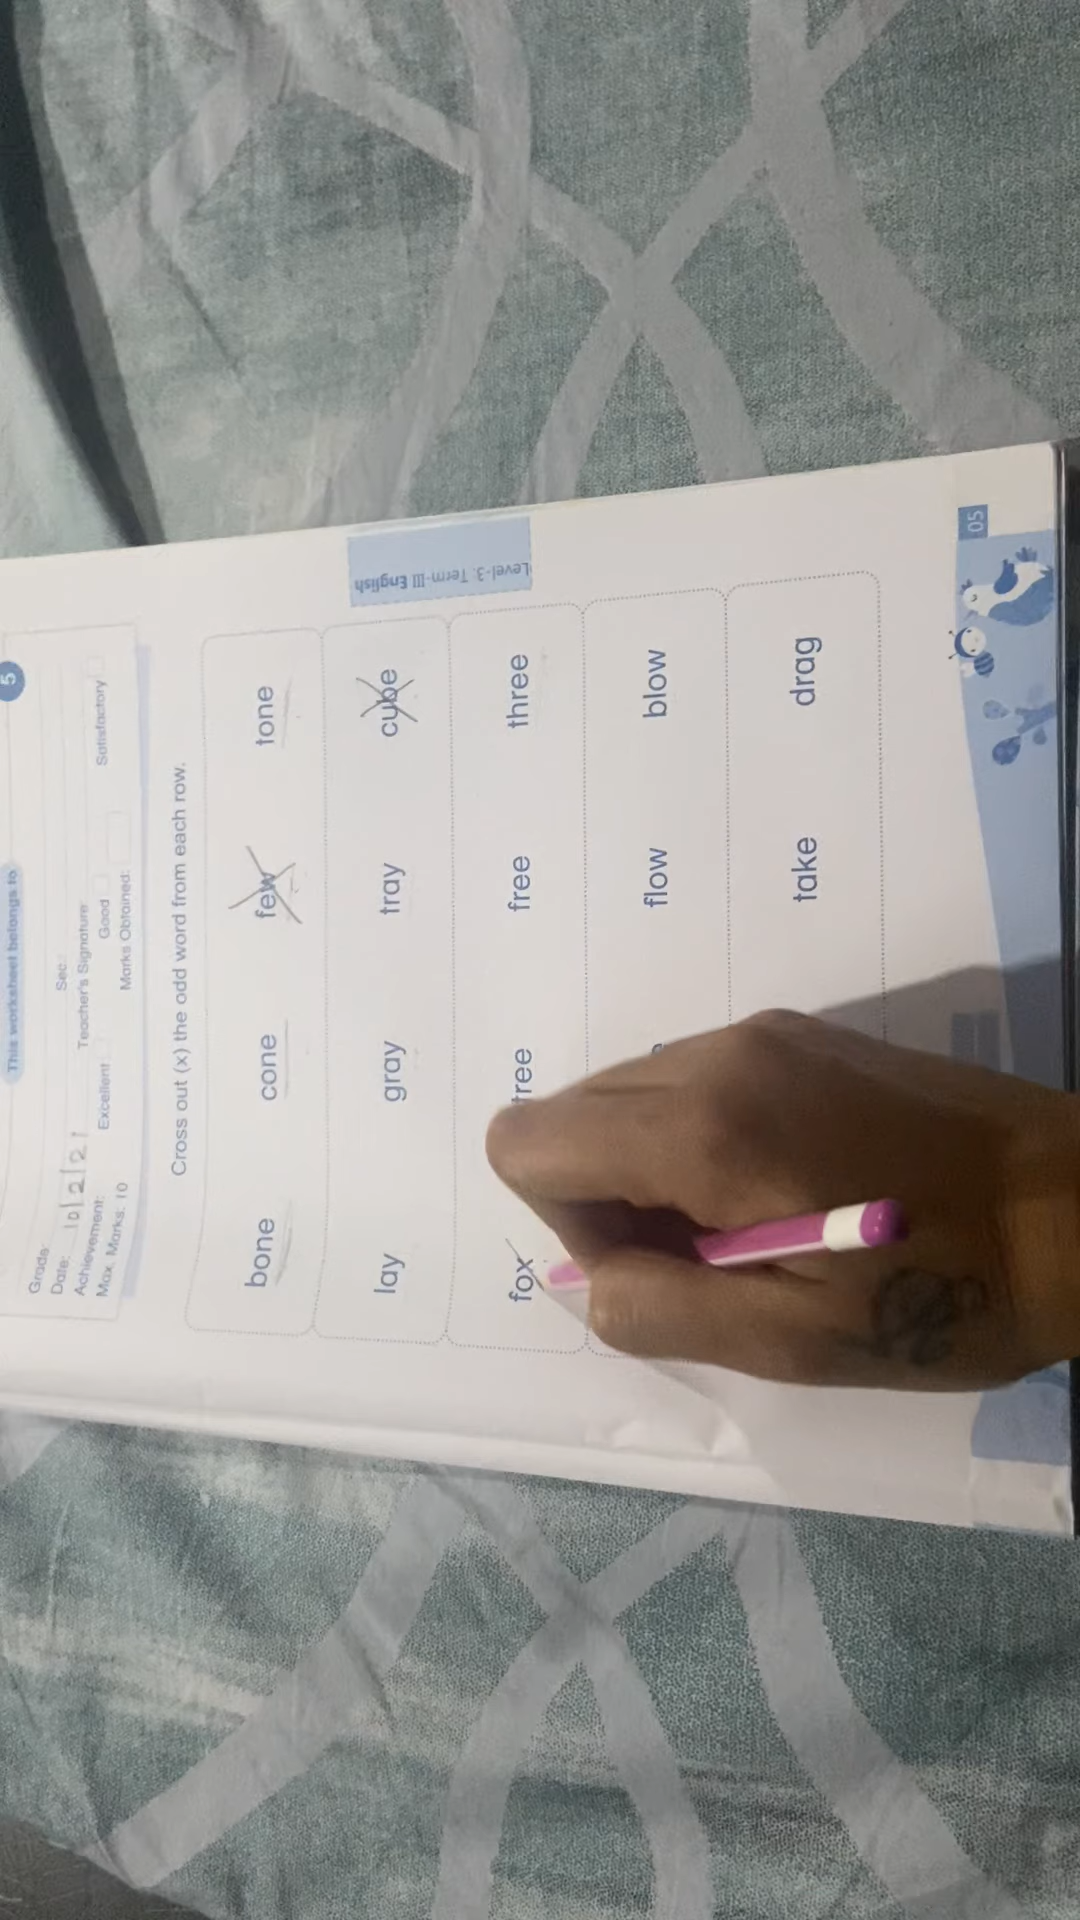 5
This worksheet belongs to
Grade:
Date: 10/2/21 Sec:
Achievement: Teacher's Signature
Max. Marks: 10 Excellent Good Satisfactory
Marks Obtained:
Cross out (x) the odd word from each row.
bone cone few tone
lay gray tray cube
fox tree free three
flow blow
take drag
Level-3: Term-III English
05